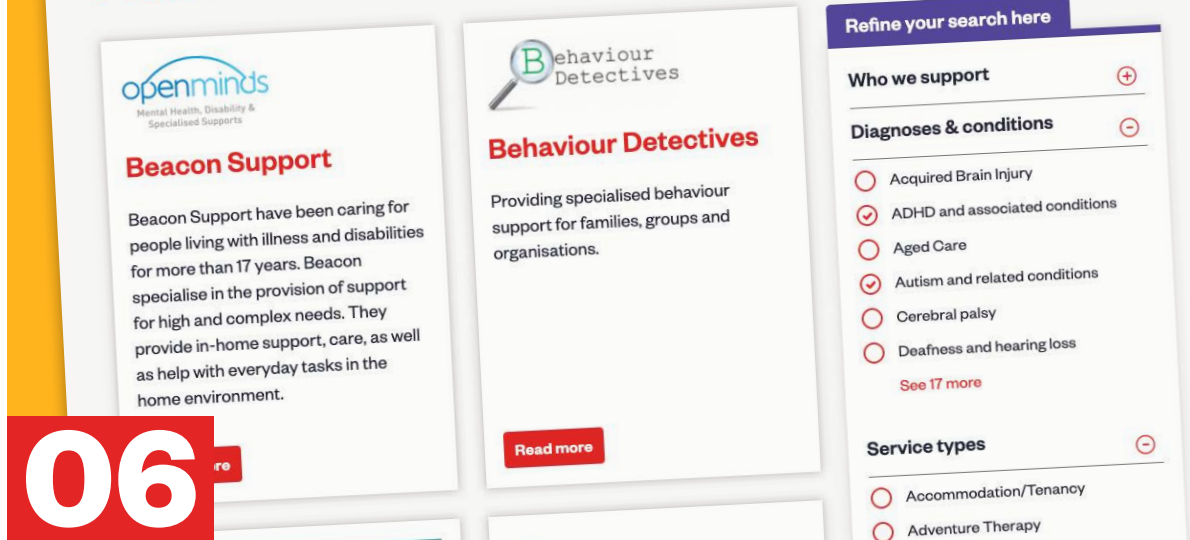 openminds
Mental Health, Disability &
Specialised Supports
Beacon Support
Beacon Support have been caring for
people living with illness and disabilities
for more than 17 years. Beacon
specialise in the provision of support
for high and complex needs. They
provide in-home support, care, as well
as help with everyday tasks in the
home environment.
re
06
Behaviour
Detectives
Behaviour Detectives
Providing specialised behaviour
support for families, groups and
organisations.
Read more
Refine your search here
Who we support
Diagnoses & conditions
Acquired Brain Injury
ADHD and associated conditions
Aged Care
Autism and related conditions
Cerebral palsy
Deafness and hearing loss
See 17 more
Service types
Accommodation/Tenancy
Adventure Therapy